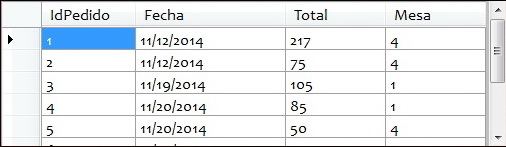 IdPedido Fecha Total Mesa
1 11/12/2014 217 4
2 11/12/2014 75 4
3 11/19/2014 105 1
4 11/20/2014 85 1
5 11/20/2014 50 4